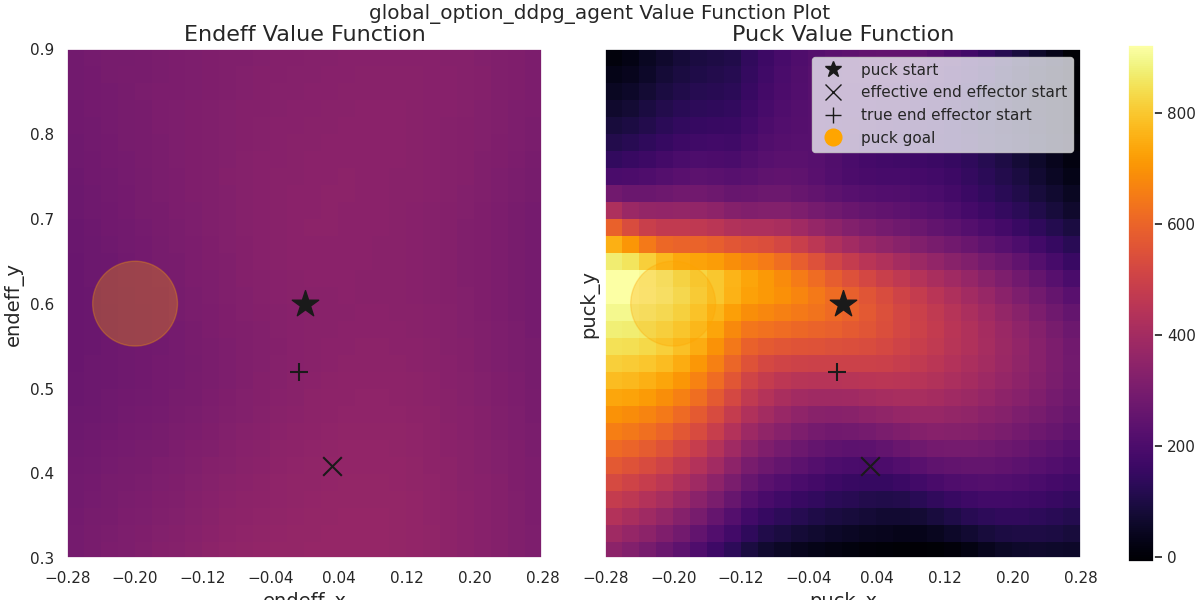 global_option_ddpg_agent Value Function Plot
Endeff Value Function
Puck Value Function
endeff_y
0.9
0.8
0.7
0.6
0.5
0.4
0.3
−0.28 −0.20 −0.12 −0.04 0.04 0.12 0.20 0.28
endeff_x
puck_y
puck start
effective end effector start
true end effector start
puck goal
−0.28 −0.20 −0.12 −0.04 0.04 0.12 0.20 0.28
puck_x
800
600
400
200
0